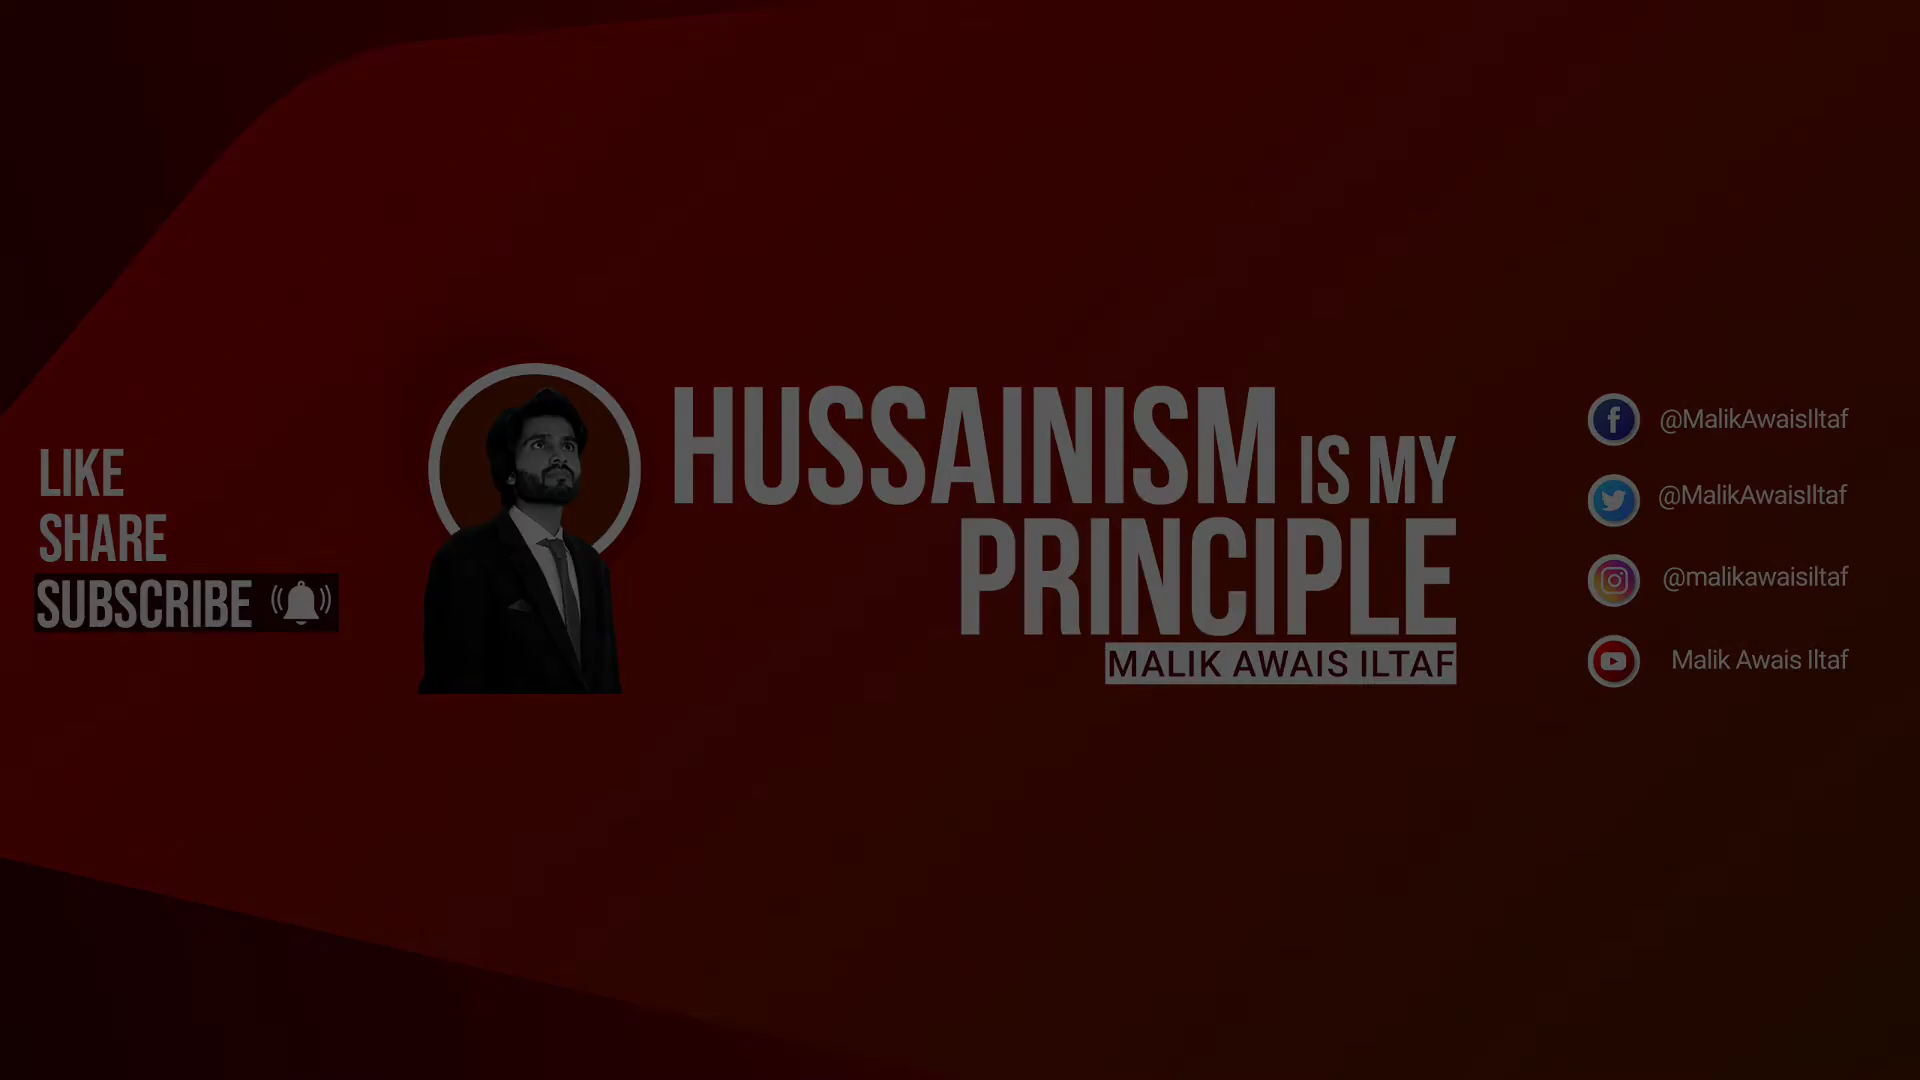 LIKE
SHARE
SUBSCRIBE
HUSSAINISM IS MY
PRINCIPLE
MALIK AWAIS ILTAF
@MalikAwaisIltaf
@MalikAwaisIltaf
@malikawaisiltaf
Malik Awais Iltaf